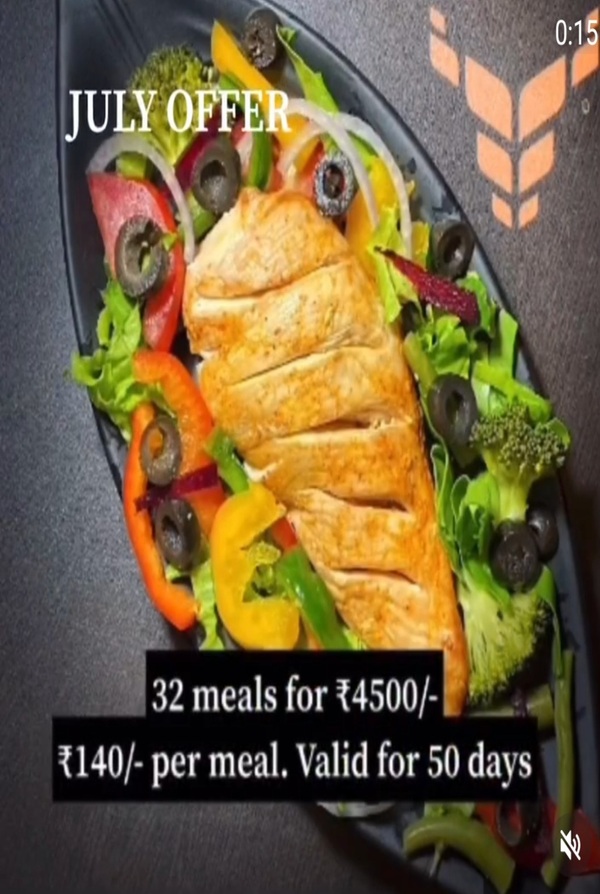 0:15
JULY OFFER
32 meals for ₹4500/-
₹140/- per meal. Valid for 50 days